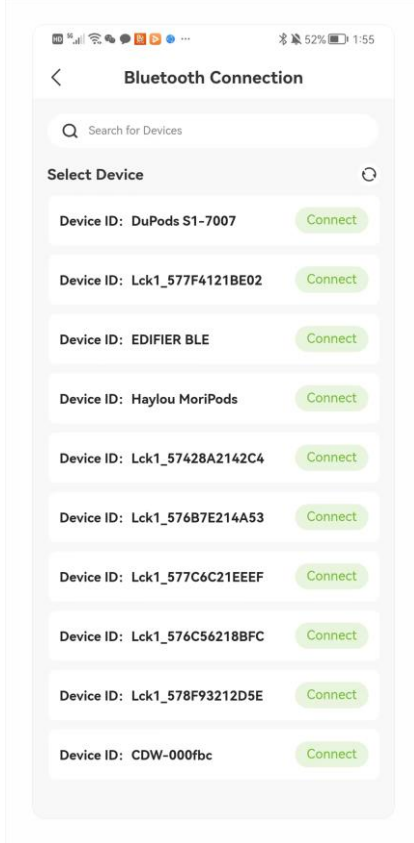 HD 52% 1:55
Bluetooth Connection
Search for Devices
Select Device
Device ID: DuPods S1-7007 Connect
Device ID: Lck1_577F4121BE02 Connect
Device ID: EDIFIER BLE Connect
Device ID: Haylou MoriPods Connect
Device ID: Lck1_57428A2142C4 Connect
Device ID: Lck1_576B7E214A53 Connect
Device ID: Lck1_577C6C21EEEF Connect
Device ID: Lck1_576C56218BFC Connect
Device ID: Lck1_578F93212D5E Connect
Device ID: CDW-000fbc Connect